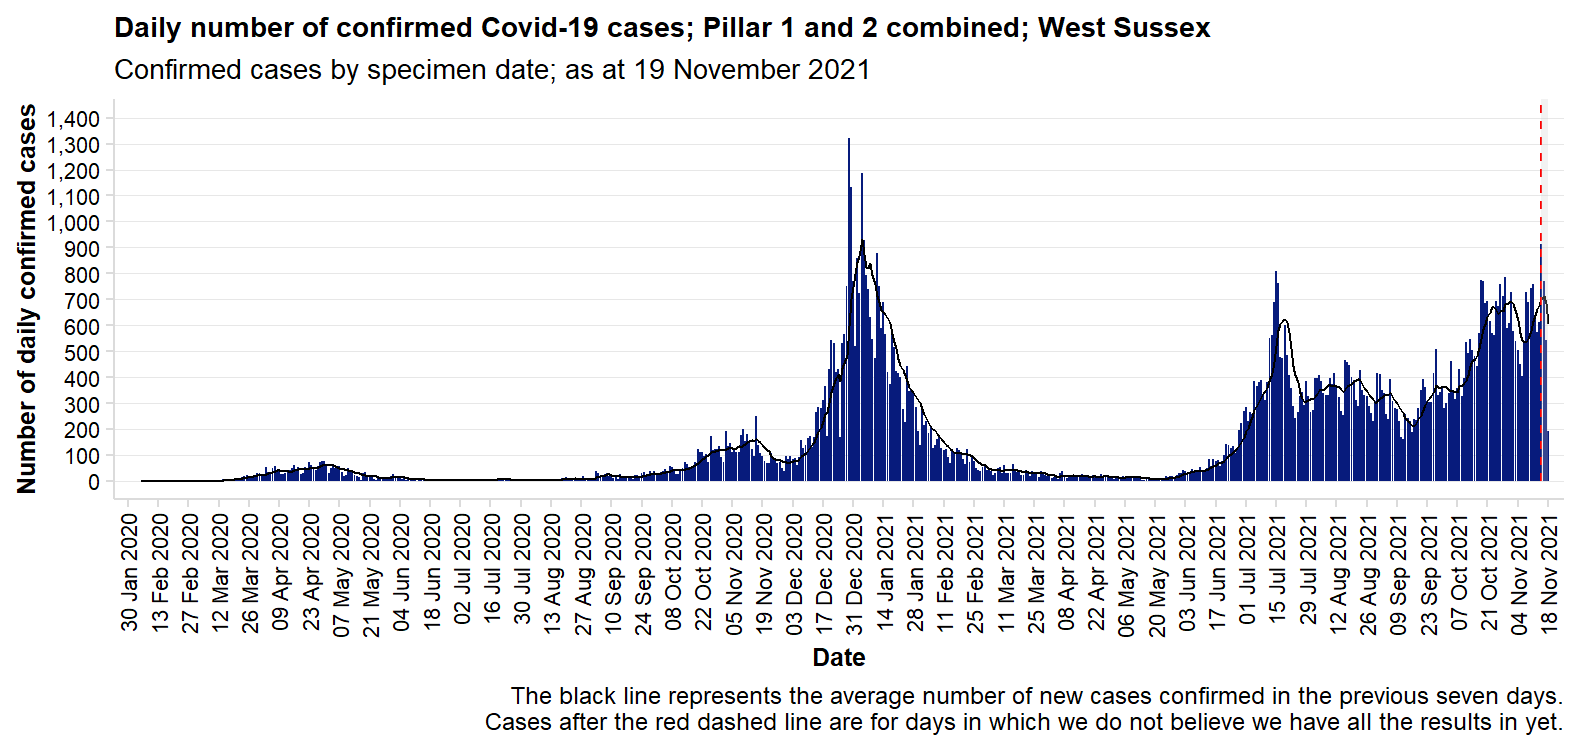 Daily number of confirmed Covid-19 cases; Pillar 1 and 2 combined; West Sussex
Confirmed cases by specimen date; as at 19 November 2021
Number of daily confirmed cases
1,400
1,300
1,200
1,100
1,000
900
800
700
600
500
400
300
200
100
0
30 Jan 2020
13 Feb 2020
27 Feb 2020
12 Mar 2020
26 Mar 2020
09 Apr 2020
23 Apr 2020
07 May 2020
21 May 2020
04 Jun 2020
18 Jun 2020
02 Jul 2020
16 Jul 2020
30 Jul 2020
13 Aug 2020
27 Aug 2020
10 Sep 2020
24 Sep 2020
08 Oct 2020
22 Oct 2020
05 Nov 2020
19 Nov 2020
03 Dec 2020
17 Dec 2020
31 Dec 2020
14 Jan 2021
28 Jan 2021
11 Feb 2021
25 Feb 2021
11 Mar 2021
25 Mar 2021
08 Apr 2021
22 Apr 2021
06 May 2021
20 May 2021
03 Jun 2021
17 Jun 2021
01 Jul 2021
15 Jul 2021
29 Jul 2021
12 Aug 2021
26 Aug 2021
09 Sep 2021
23 Sep 2021
07 Oct 2021
21 Oct 2021
04 Nov 2021
18 Nov 2021
Date
The black line represents the average number of new cases confirmed in the previous seven days.
Cases after the red dashed line are for days in which we do not believe we have all the results in yet.